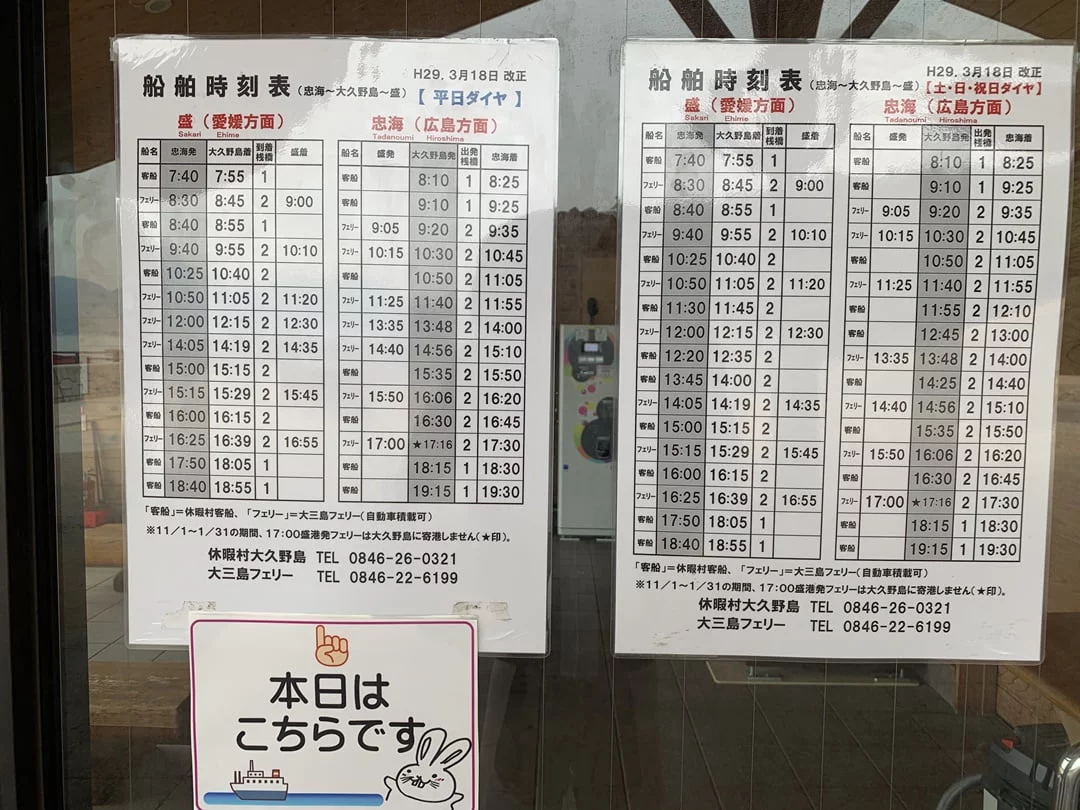 船舶時刻表（忠海～大久野島～盛）
H29. 3月18日 改正
【 平日ダイヤ 】
盛（愛媛方面）
Sakari Ehime
船名 忠海発 大久野島着 到着桟橋 盛着
客船 7:40 7:55 1
フェリー 8:30 8:45 2 9:00
客船 8:40 8:55 1
フェリー 9:40 9:55 2 10:10
客船 10:25 10:40 2
フェリー 10:50 11:05 2 11:20
フェリー 12:00 12:15 2 12:30
フェリー 14:05 14:19 2 14:35
客船 15:00 15:15 2
フェリー 15:15 15:29 2 15:45
客船 16:00 16:15 2
フェリー 16:25 16:39 2 16:55
客船 17:50 18:05 1
客船 18:40 18:55 1
忠海（広島方面）
Tadanoumi Hiroshima
船名 盛発 大久野島発 出発桟橋 忠海着
客船 8:10 1 8:25
客船 9:10 1 9:25
フェリー 9:05 9:20 2 9:35
フェリー 10:15 10:30 2 10:45
客船 10:50 2 11:05
フェリー 11:25 11:40 2 11:55
フェリー 13:35 13:48 2 14:00
フェリー 14:40 14:56 2 15:10
客船 15:35 2 15:50
フェリー 15:50 16:06 2 16:20
客船 16:30 2 16:45
フェリー 17:00 ★17:16 2 17:30
客船 18:15 1 18:30
客船 19:15 1 19:30
「客船」＝休暇村客船、「フェリー」＝大三島フェリー（自動車積載可）
※11／1～1／31の期間、17:00盛港発フェリーは大久野島に寄港しません（★印）。
休暇村大久野島 TEL 0846-26-0321
大三島フェリー TEL 0846-22-6199
本日は
こちらです
船舶時刻表（忠海～大久野島～盛）
H29. 3月18日 改正
【土・日・祝日ダイヤ】
盛（愛媛方面）
Sakari Ehime
船名 忠海発 大久野島着 到着桟橋 盛着
客船 7:40 7:55 1
フェリー 8:30 8:45 2 9:00
客船 8:40 8:55 1
フェリー 9:40 9:55 2 10:10
客船 10:25 10:40 2
フェリー 10:50 11:05 2 11:20
客船 11:30 11:45 2
フェリー 12:00 12:15 2 12:30
客船 12:20 12:35 2
客船 13:45 14:00 2
フェリー 14:05 14:19 2 14:35
客船 15:00 15:15 2
フェリー 15:15 15:29 2 15:45
客船 16:00 16:15 2
フェリー 16:25 16:39 2 16:55
客船 17:50 18:05 1
客船 18:40 18:55 1
忠海（広島方面）
Tadanoumi Hiroshima
船名 盛発 大久野島発 出発桟橋 忠海着
客船 8:10 1 8:25
客船 9:10 1 9:25
フェリー 9:05 9:20 2 9:35
フェリー 10:15 10:30 2 10:45
客船 10:50 2 11:05
フェリー 11:25 11:40 2 11:55
客船 11:55 2 12:10
客船 12:45 2 13:00
フェリー 13:35 13:48 2 14:00
客船 14:25 2 14:40
フェリー 14:40 14:56 2 15:10
客船 15:35 2 15:50
フェリー 15:50 16:06 2 16:20
客船 16:30 2 16:45
フェリー 17:00 ★17:16 2 17:30
客船 18:15 1 18:30
客船 19:15 1 19:30
「客船」＝休暇村客船、「フェリー」＝大三島フェリー（自動車積載可）
※11／1～1／31の期間、17:00盛港発フェリーは大久野島に寄港しません（★印）。
休暇村大久野島 TEL 0846-26-0321
大三島フェリー TEL 0846-22-6199